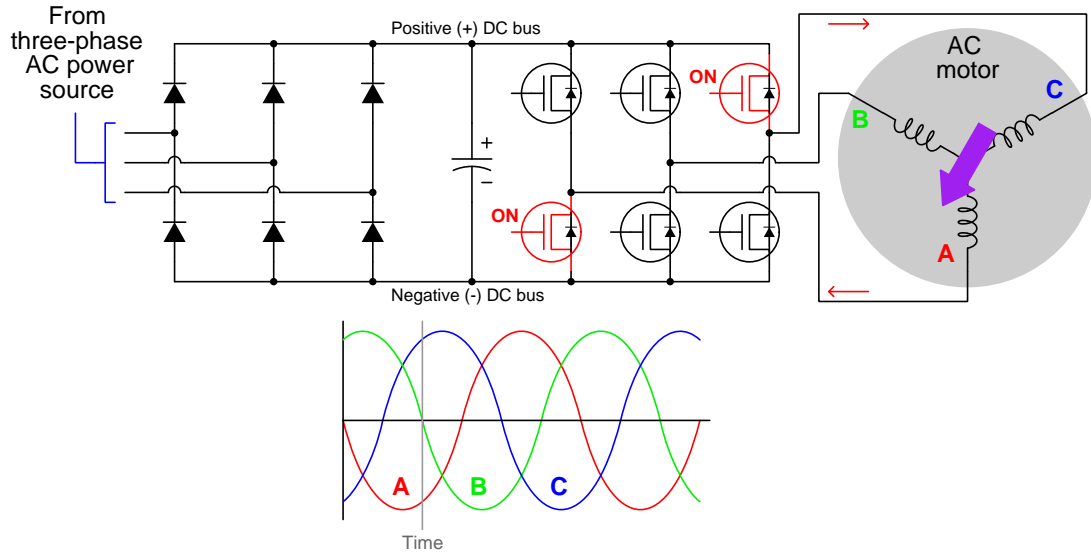 From
three-phase
AC power
source
Positive (+) DC bus
ON
ON
+
−
Negative (-) DC bus
AC
motor
B
C
A
A
B
C
Time